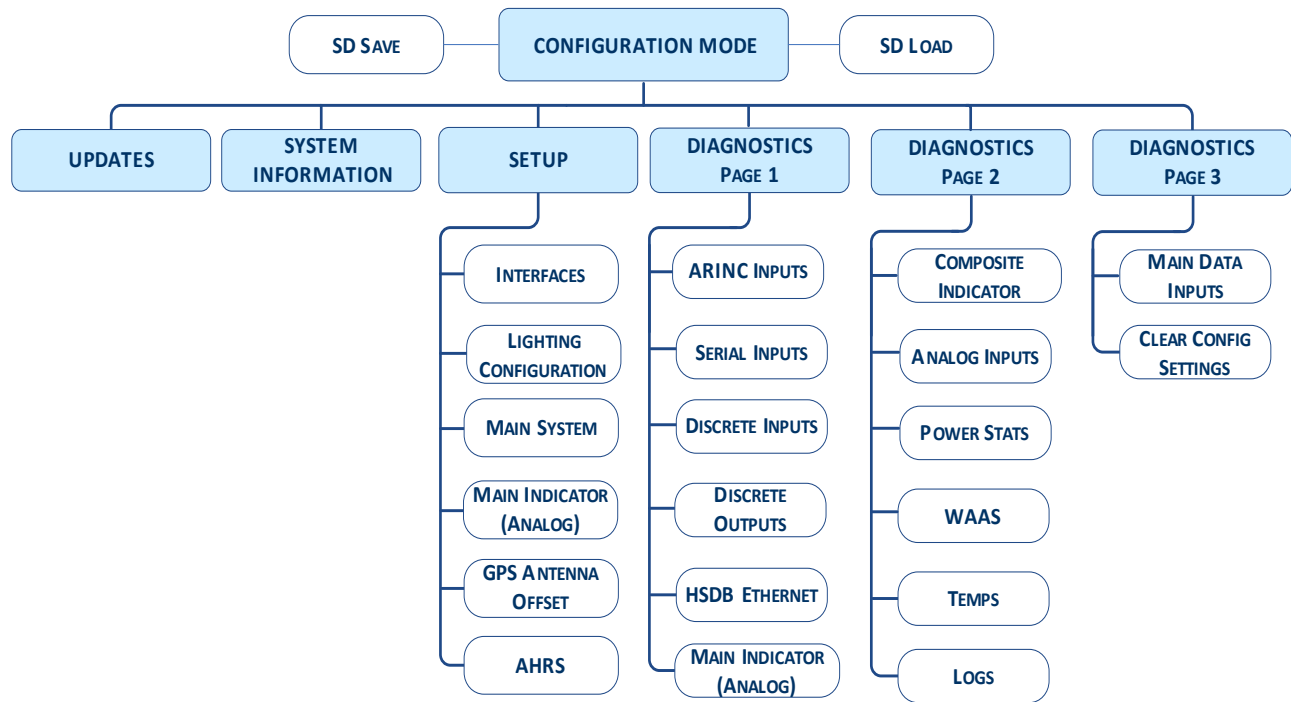 SD SAVE
CONFIGURATION MODE
SD LOAD
UPDATES
SYSTEM
INFORMATION
SETUP
DIAGNOSTICS
PAGE 1
DIAGNOSTICS
PAGE 2
DIAGNOSTICS
PAGE 3
INTERFACES
LIGHTING
CONFIGURATION
MAIN SYSTEM
MAIN INDICATOR
(ANALOG)
GPS ANTENNA
OFFSET
AHRS
ARINC INPUTS
SERIAL INPUTS
DISCRETE INPUTS
DISCRETE
OUTPUTS
HSDB ETHERNET
MAIN INDICATOR
(ANALOG)
COMPOSITE
INDICATOR
ANALOG INPUTS
POWER STATS
WAAS
TEMPS
LOGS
MAIN DATA
INPUTS
CLEAR CONFIG
SETTINGS